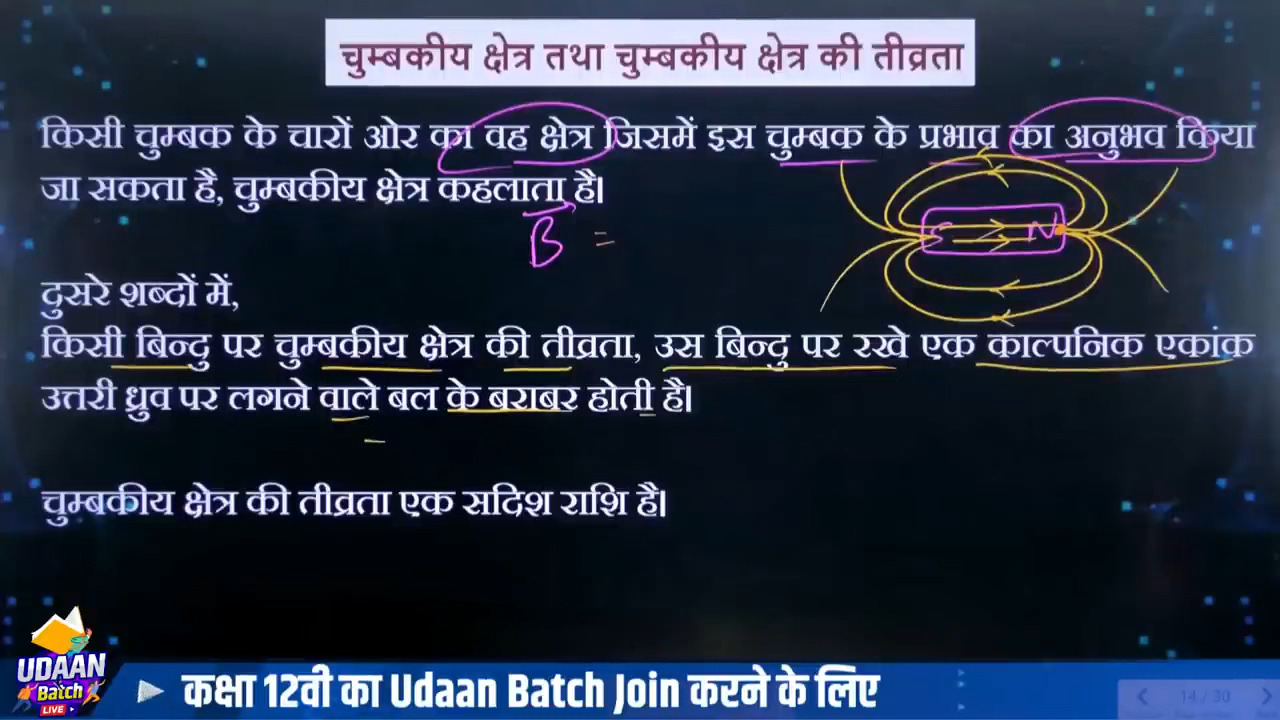 चुम्बकीय क्षेत्र तथा चुम्बकीय क्षेत्र की तीव्रता
किसी चुम्बक के चारों ओर का वह क्षेत्र जिसमें इस चुम्बक के प्रभाव का अनुभव किया
जा सकता है, चुम्बकीय क्षेत्र कहलाता है।
S N
B =
दुसरे शब्दों में,
किसी बिन्दु पर चुम्बकीय क्षेत्र की तीव्रता, उस बिन्दु पर रखे एक काल्पनिक एकांक
उत्तरी ध्रुव पर लगने वाले बल के बराबर होती है।
चुम्बकीय क्षेत्र की तीव्रता एक सदिश राशि है।
UDAAN
Batch
LIVE
कक्षा 12वी का Udaan Batch Join करने के लिए
14 / 30